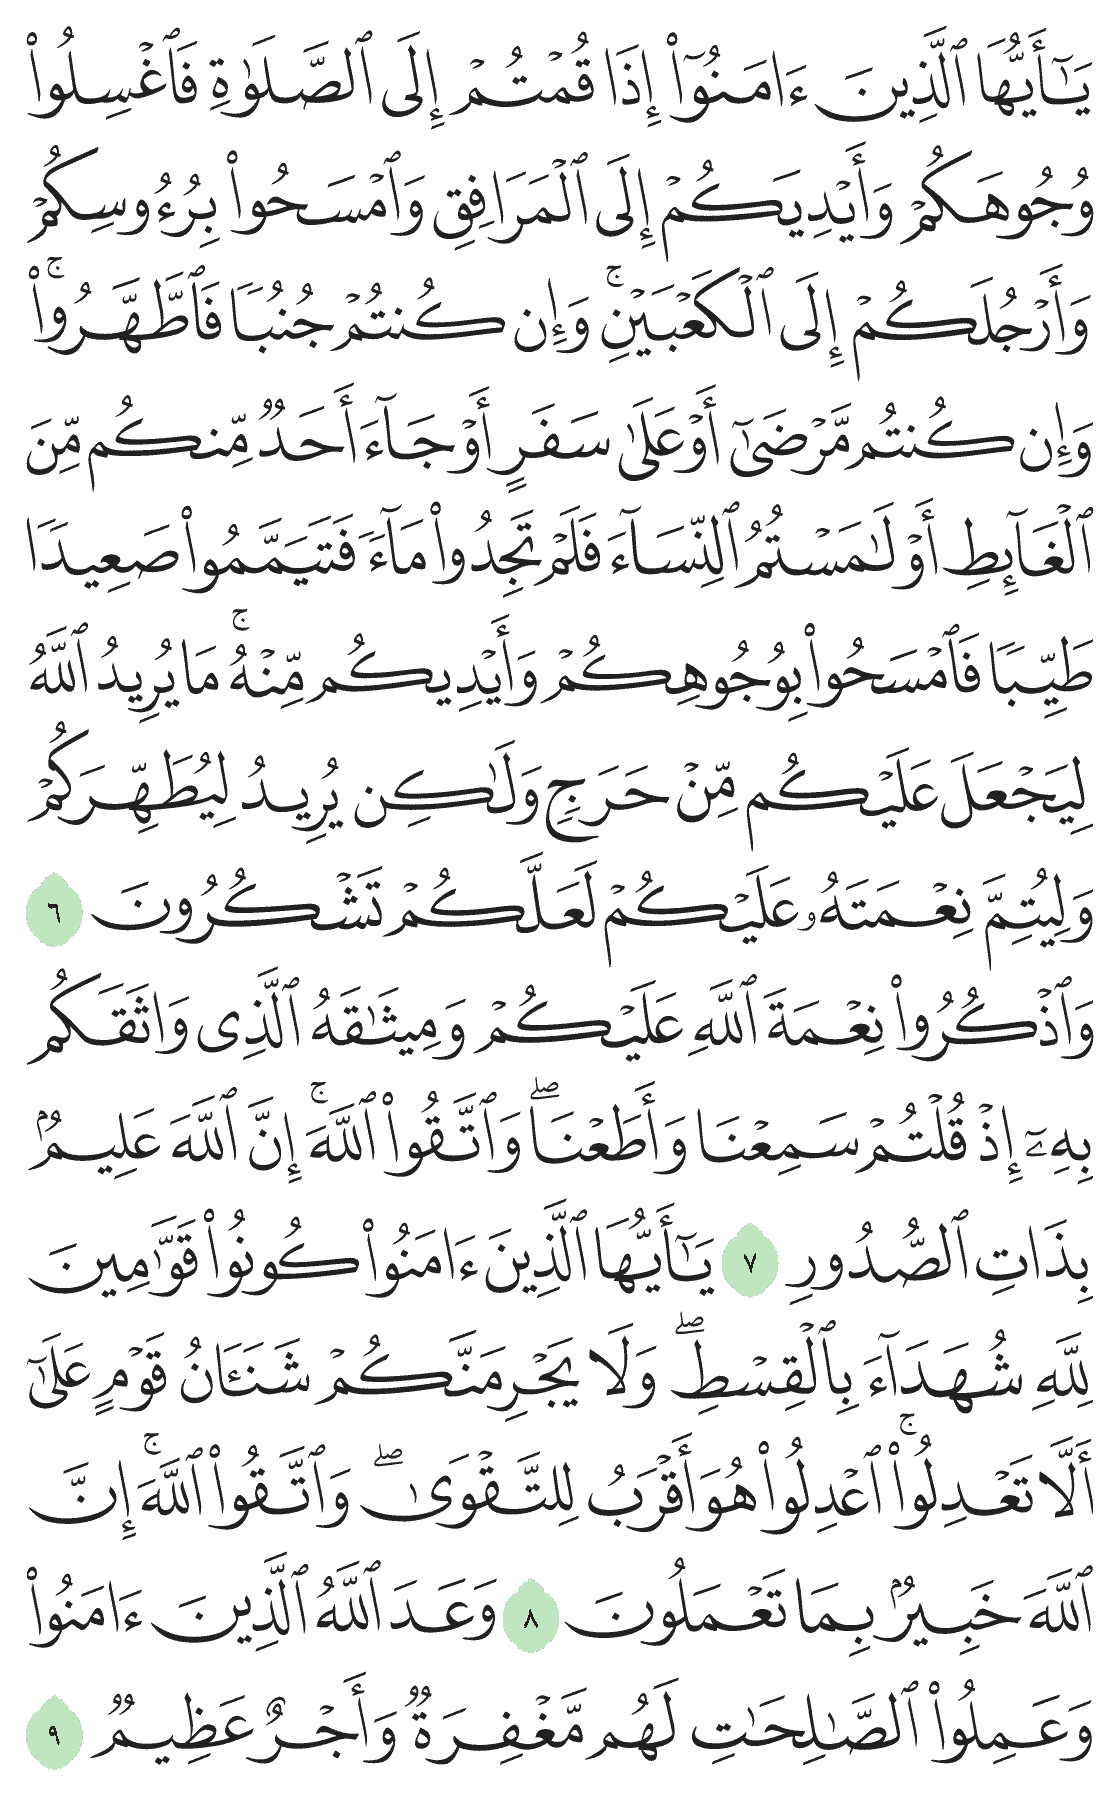 يَـٰٓأَيُّهَا ٱلَّذِينَ ءَامَنُوٓا۟ إِذَا قُمْتُمْ إِلَى ٱلصَّلَوٰةِ فَٱغْسِلُوا۟
وُجُوهَكُمْ وَأَيْدِيَكُمْ إِلَى ٱلْمَرَافِقِ وَٱمْسَحُوا۟ بِرُءُوسِكُمْ
وَأَرْجُلَكُمْ إِلَى ٱلْكَعْبَيْنِ ۚ وَإِن كُنتُمْ جُنُبًا فَٱطَّهَّرُوا۟ ۚ
وَإِن كُنتُم مَّرْضَىٰٓ أَوْ عَلَىٰ سَفَرٍ أَوْ جَآءَ أَحَدٌ مِّنكُم مِّنَ
ٱلْغَآئِطِ أَوْ لَـٰمَسْتُمُ ٱلنِّسَآءَ فَلَمْ تَجِدُوا۟ مَآءً فَتَيَمَّمُوا۟ صَعِيدًا
طَيِّبًا فَٱمْسَحُوا۟ بِوُجُوهِكُمْ وَأَيْدِيكُم مِّنْهُ ۚ مَا يُرِيدُ ٱللَّهُ
لِيَجْعَلَ عَلَيْكُم مِّنْ حَرَجٍ وَلَـٰكِن يُرِيدُ لِيُطَهِّرَكُمْ
وَلِيُتِمَّ نِعْمَتَهُۥ عَلَيْكُمْ لَعَلَّكُمْ تَشْكُرُونَ ٦
وَٱذْكُرُوا۟ نِعْمَةَ ٱللَّهِ عَلَيْكُمْ وَمِيثَـٰقَهُ ٱلَّذِى وَاثَقَكُم
بِهِۦٓ إِذْ قُلْتُمْ سَمِعْنَا وَأَطَعْنَا ۖ وَٱتَّقُوا۟ ٱللَّهَ ۚ إِنَّ ٱللَّهَ عَلِيمٌۢ
بِذَاتِ ٱلصُّدُورِ ٧ يَـٰٓأَيُّهَا ٱلَّذِينَ ءَامَنُوا۟ كُونُوا۟ قَوَّٰمِينَ
لِلَّهِ شُهَدَآءَ بِٱلْقِسْطِ ۖ وَلَا يَجْرِمَنَّكُمْ شَنَـَٔانُ قَوْمٍ عَلَىٰٓ
أَلَّا تَعْدِلُوا۟ ۚ ٱعْدِلُوا۟ هُوَ أَقْرَبُ لِلتَّقْوَىٰ ۖ وَٱتَّقُوا۟ ٱللَّهَ ۚ إِنَّ
ٱللَّهَ خَبِيرٌۢ بِمَا تَعْمَلُونَ ٨ وَعَدَ ٱللَّهُ ٱلَّذِينَ ءَامَنُوا۟
وَعَمِلُوا۟ ٱلصَّـٰلِحَـٰتِ لَهُم مَّغْفِرَةٌ وَأَجْرٌ عَظِيمٌ ٩